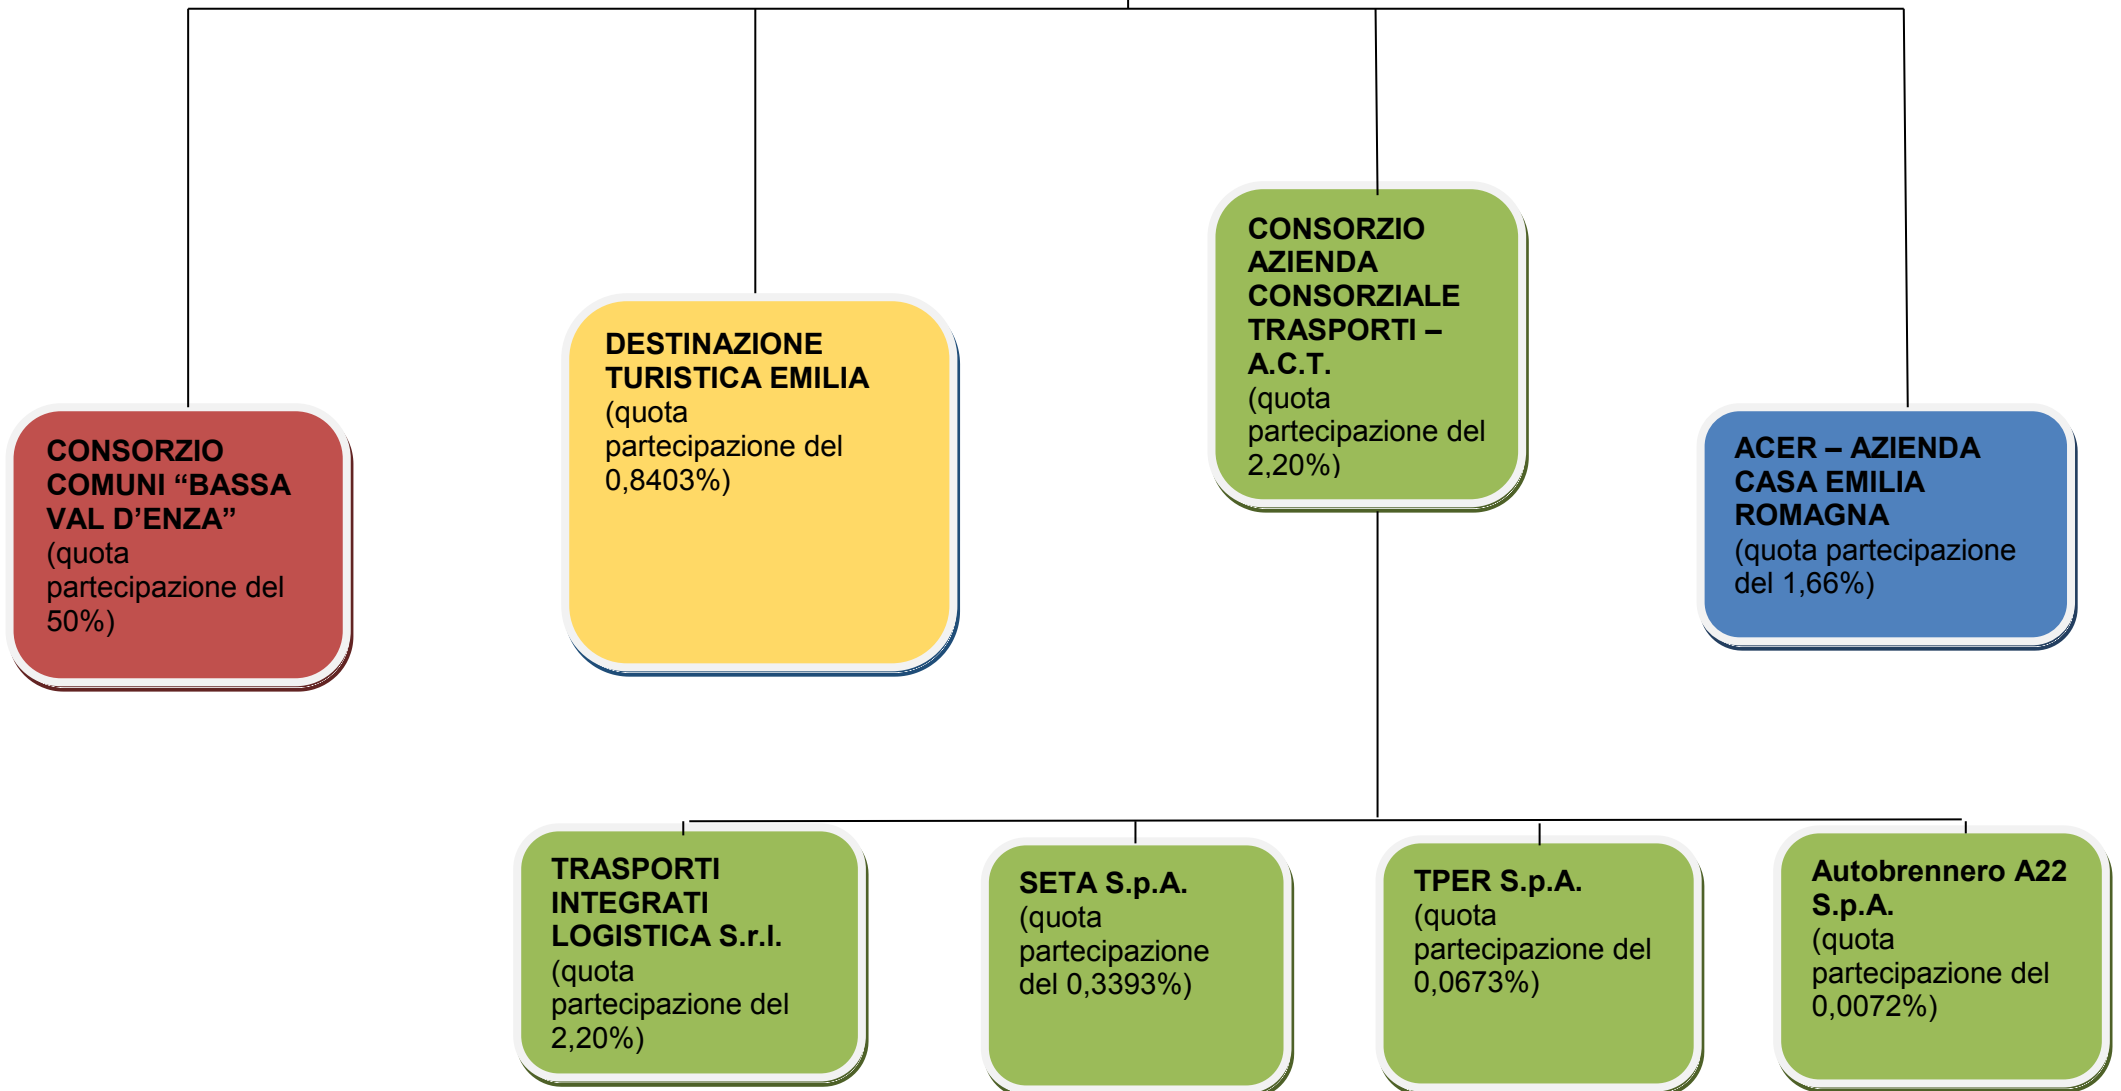 CONSORZIO
COMUNI “BASSA
VAL D’ENZA”
(quota
partecipazione del
50%)
DESTINAZIONE
TURISTICA EMILIA
(quota
partecipazione del
0,8403%)
CONSORZIO
AZIENDA
CONSORZIALE
TRASPORTI –
A.C.T.
(quota
partecipazione del
2,20%)
ACER – AZIENDA
CASA EMILIA
ROMAGNA
(quota partecipazione
del 1,66%)
TRASPORTI
INTEGRATI
LOGISTICA S.r.l.
(quota
partecipazione del
2,20%)
SETA S.p.A.
(quota
partecipazione
del 0,3393%)
TPER S.p.A.
(quota
partecipazione del
0,0673%)
Autobrennero A22
S.p.A.
(quota
partecipazione del
0,0072%)